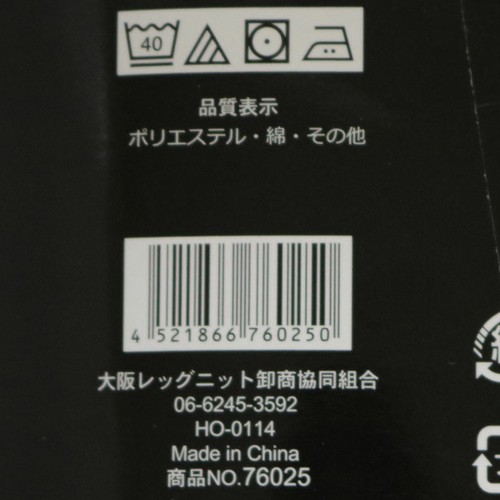 40
品質表示
ポリエステル・綿・その他
4 521866 760250
大阪レッグニット卸商協同組合
06-6245-3592
HO-0114
Made in China
商品NO.76025